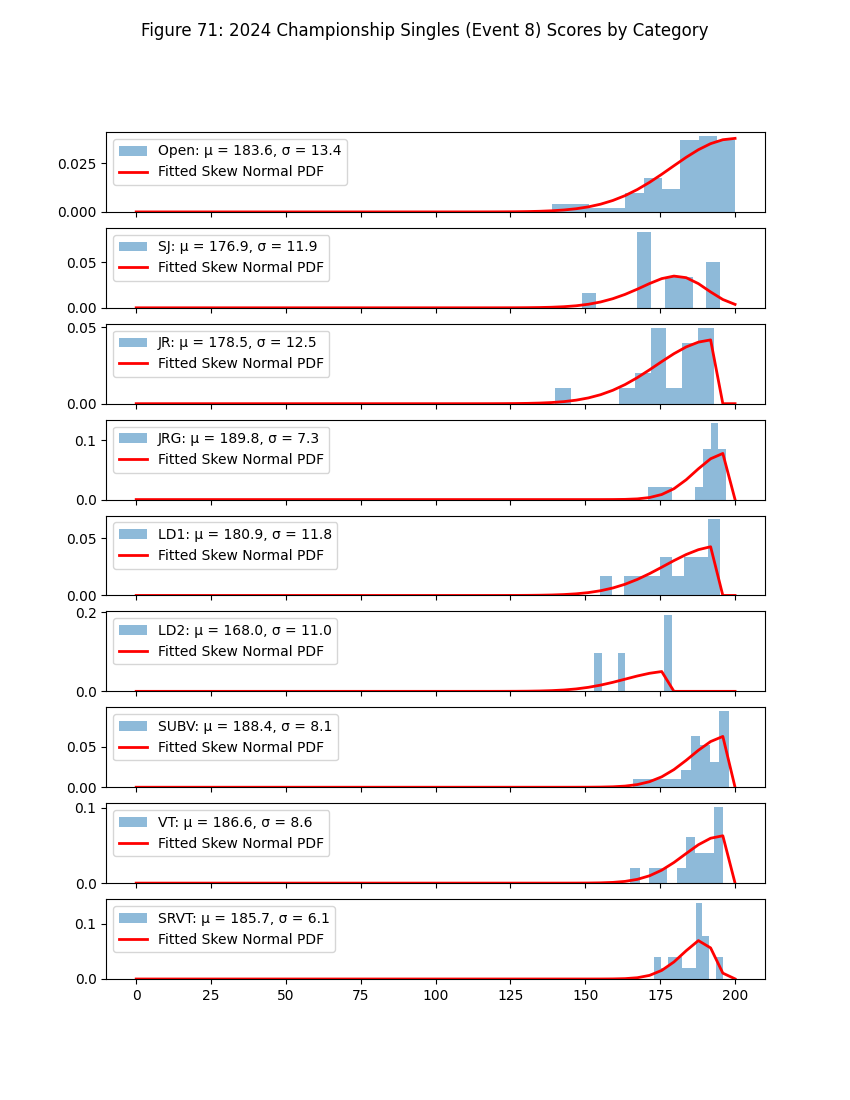 Figure 71: 2024 Championship Singles (Event 8) Scores by Category
Open: μ = 183.6, σ = 13.4
Fitted Skew Normal PDF
0.025
0.000
SJ: μ = 176.9, σ = 11.9
Fitted Skew Normal PDF
0.05
0.00
JR: μ = 178.5, σ = 12.5
Fitted Skew Normal PDF
0.05
0.00
JRG: μ = 189.8, σ = 7.3
Fitted Skew Normal PDF
0.1
0.0
LD1: μ = 180.9, σ = 11.8
Fitted Skew Normal PDF
0.05
0.00
LD2: μ = 168.0, σ = 11.0
Fitted Skew Normal PDF
0.2
0.0
SUBV: μ = 188.4, σ = 8.1
Fitted Skew Normal PDF
0.05
0.00
VT: μ = 186.6, σ = 8.6
Fitted Skew Normal PDF
0.1
0.0
SRVT: μ = 185.7, σ = 6.1
Fitted Skew Normal PDF
0.1
0.0
0 25 50 75 100 125 150 175 200